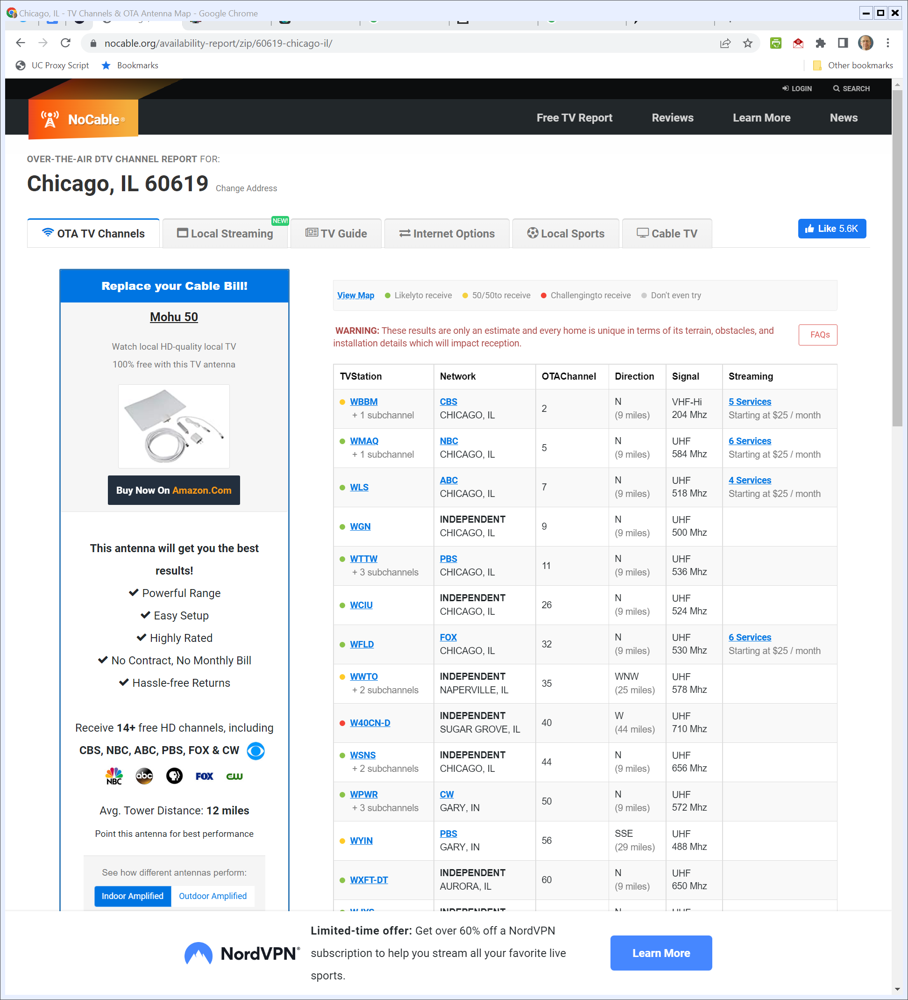 Chicago, IL - TV Channels & OTA Antenna Map - Google Chrome
nocable.org/availability-report/zip/60619-chicago-il/
UC Proxy Script
Bookmarks
Other bookmarks
LOGIN
SEARCH
NoCable®
Free TV Report
Reviews
Learn More
News
OVER-THE-AIR DTV CHANNEL REPORT FOR:
Chicago, IL 60619 Change Address
OTA TV Channels
Local Streaming
NEW!
TV Guide
Internet Options
Local Sports
Cable TV
Like 5.6K
Replace your Cable Bill!
Mohu 50
Watch local HD-quality local TV
100% free with this TV antenna
Buy Now On Amazon.Com
This antenna will get you the best
results!
Powerful Range
Easy Setup
Highly Rated
No Contract, No Monthly Bill
Hassle-free Returns
Receive 14+ free HD channels, including
CBS, NBC, ABC, PBS, FOX & CW
NBC abc FOX CW
Avg. Tower Distance: 12 miles
Point this antenna for best performance
See how different antennas perform:
Indoor Amplified Outdoor Amplified
View Map Likelyto receive 50/50to receive Challengingto receive Don't even try
WARNING: These results are only an estimate and every home is unique in terms of its terrain, obstacles, and
installation details which will impact reception.
FAQs
TVStation Network OTAChannel Direction Signal Streaming
WBBM CBS 2 N VHF-Hi 5 Services
+ 1 subchannel CHICAGO, IL (9 miles) 204 Mhz Starting at $25 / month
WMAQ NBC 5 N UHF 6 Services
+ 1 subchannel CHICAGO, IL (9 miles) 584 Mhz Starting at $25 / month
WLS ABC 7 N UHF 4 Services
CHICAGO, IL (9 miles) 518 Mhz Starting at $25 / month
WGN INDEPENDENT 9 N UHF
CHICAGO, IL (9 miles) 500 Mhz
WTTW PBS 11 N UHF
+ 3 subchannels CHICAGO, IL (9 miles) 536 Mhz
WCIU INDEPENDENT 26 N UHF
CHICAGO, IL (9 miles) 524 Mhz
WFLD FOX 32 N UHF 6 Services
CHICAGO, IL (9 miles) 530 Mhz Starting at $25 / month
WWTO INDEPENDENT 35 WNW UHF
+ 2 subchannels NAPERVILLE, IL (25 miles) 578 Mhz
W40CN-D INDEPENDENT 40 W UHF
SUGAR GROVE, IL (44 miles) 710 Mhz
WSNS INDEPENDENT 44 N UHF
+ 2 subchannels CHICAGO, IL (9 miles) 656 Mhz
WPWR CW 50 N UHF
+ 3 subchannels GARY, IN (9 miles) 572 Mhz
WYIN PBS 56 SSE UHF
GARY, IN (29 miles) 488 Mhz
WXFT-DT INDEPENDENT 60 N UHF
AURORA, IL (9 miles) 650 Mhz
INDEPENDENT N UHF
NordVPN®
Limited-time offer: Get over 60% off a NordVPN
subscription to help you stream all your favorite live
sports.
Learn More